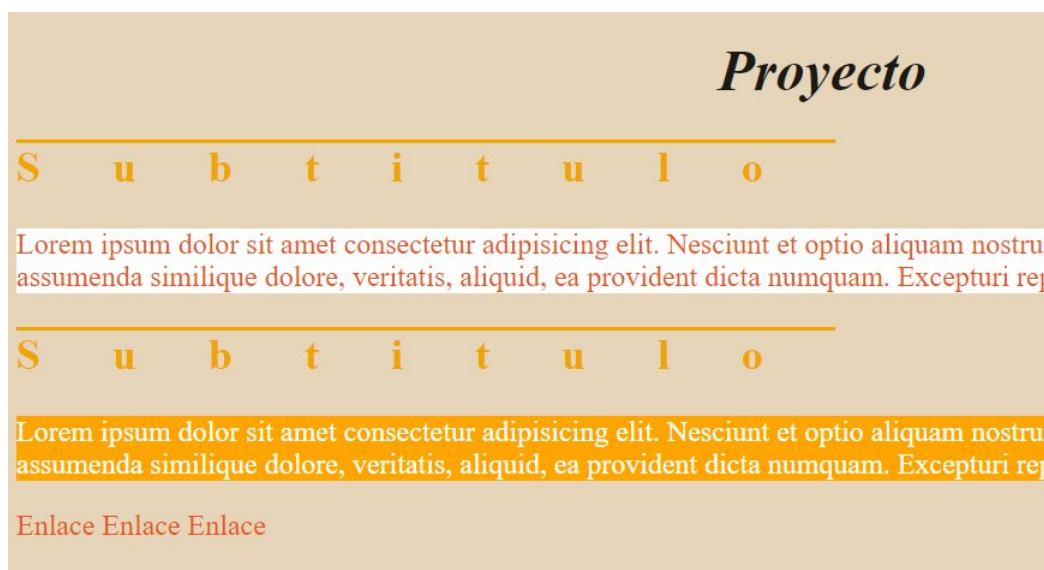 Proyecto
S u b t i t u l o
Lorem ipsum dolor sit amet consectetur adipisicing elit. Nesciunt et optio aliquam nostru
assumenda similique dolore, veritatis, aliquid, ea provident dicta numquam. Excepturi rep
S u b t i t u l o
Lorem ipsum dolor sit amet consectetur adipisicing elit. Nesciunt et optio aliquam nostru
assumenda similique dolore, veritatis, aliquid, ea provident dicta numquam. Excepturi rep
Enlace Enlace Enlace